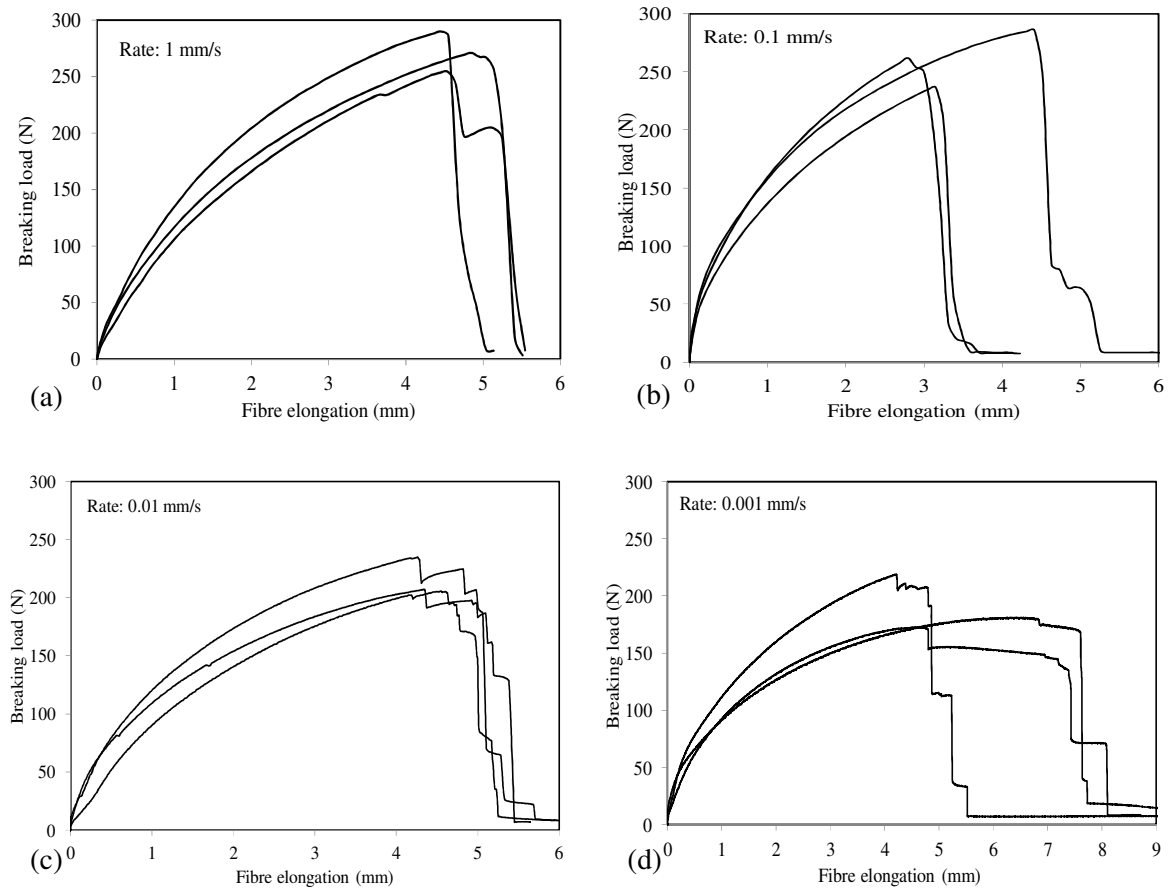 300
250
200
150
100
50
0
Breaking load (N)
Rate: 1 mm/s
0 1 2 3 4 5 6
Fibre elongation (mm)
(a)
300
250
200
150
100
50
0
Breaking load (N)
Rate: 0.1 mm/s
0 1 2 3 4 5 6
Fibre elongation (mm)
(b)
300
250
200
150
100
50
0
Breaking load (N)
Rate: 0.01 mm/s
0 1 2 3 4 5 6
Fibre elongation (mm)
(c)
300
250
200
150
100
50
0
Breaking load (N)
Rate: 0.001 mm/s
0 1 2 3 4 5 6 7 8 9
Fibre elongation (mm)
(d)